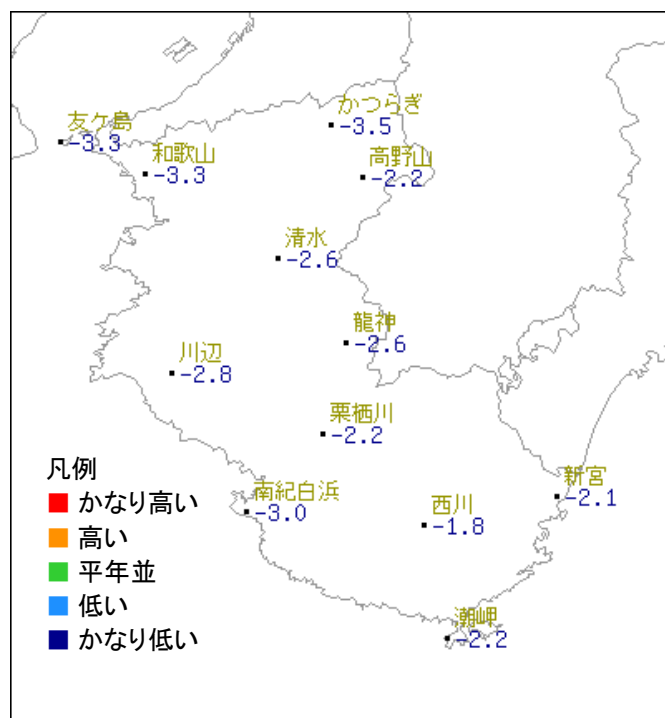 かつらぎ
-3.5
友ケ島
-3.3
和歌山
-3.3
高野山
-2.2
清水
-2.6
龍神
-2.6
川辺
-2.8
栗栖川
-2.2
凡例
かなり高い
高い
平年並
低い
かなり低い
南紀白浜
-3.0
西川
-1.8
新宮
-2.1
潮岬
-2.2